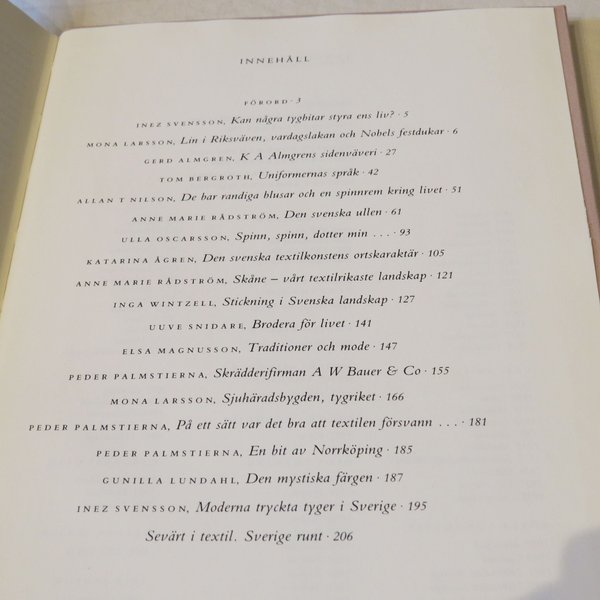 INNEHÅLL
FÖRORD · 3
INEZ SVENSSON, Kan några tygbitar styra ens liv? · 5
MONA LARSSON, Lin i Riksväven, vardagslakan och Nobels festdukar · 6
GERD ALMGREN, K A Almgrens sidenväveri · 27
TOM BERGROTH, Uniformernas språk · 42
ALLAN T NILSON, De bar randiga blusar och en spinnrem kring livet · 51
ANNE MARIE RÅDSTRÖM, Den svenska ullen · 61
ULLA OSCARSSON, Spinn, spinn, dotter min . . . · 93
KATARINA ÅGREN, Den svenska textilkonstens ortskaraktär · 105
ANNE MARIE RÅDSTRÖM, Skåne – vårt textilrikaste landskap · 121
INGA WINTZELL, Stickning i Svenska landskap · 127
UUVE SNIDARE, Brodera för livet · 141
ELSA MAGNUSSON, Traditioner och mode · 147
PEDER PALMSTIERNA, Skrädderifirman A W Bauer & Co · 155
MONA LARSSON, Sjuhäradsbygden, tygriket · 166
PEDER PALMSTIERNA, På ett sätt var det bra att textilen försvann . . . · 181
PEDER PALMSTIERNA, En bit av Norrköping · 185
GUNILLA LUNDAHL, Den mystiska färgen · 187
INEZ SVENSSON, Moderna tryckta tyger i Sverige · 195
Sevärt i textil. Sverige runt · 206